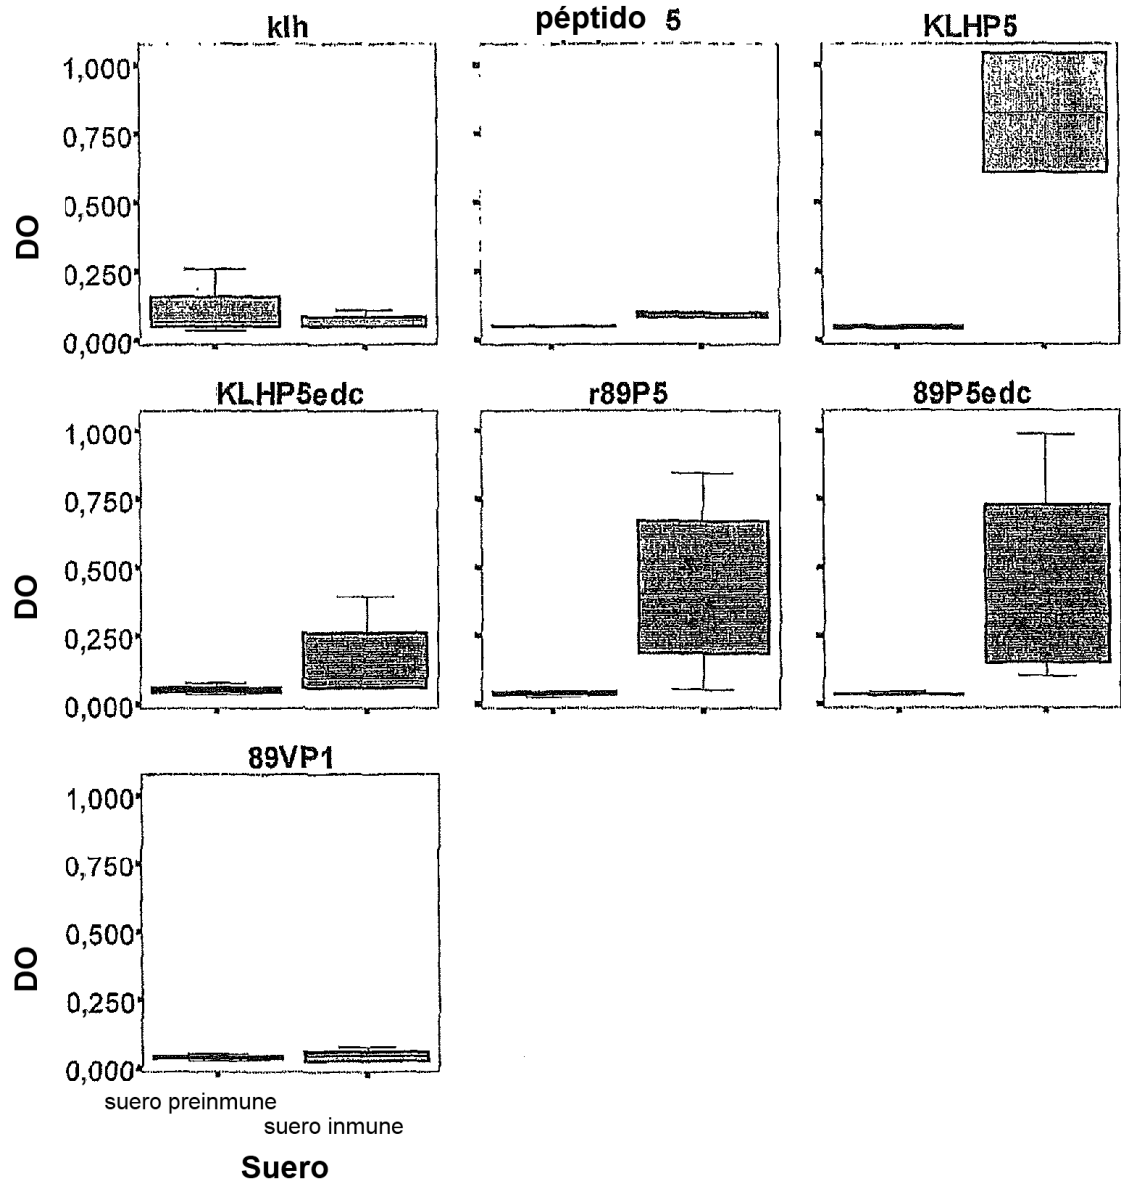 klh
péptido 5
KLHP5
1,000
0,750
0,500
0,250
0,000
DO
KLHP5edc
r89P5
89P5edc
1,000
0,750
0,500
0,250
0,000
DO
89VP1
1,000
0,750
0,500
0,250
0,000
DO
suero preinmune
suero inmune
Suero